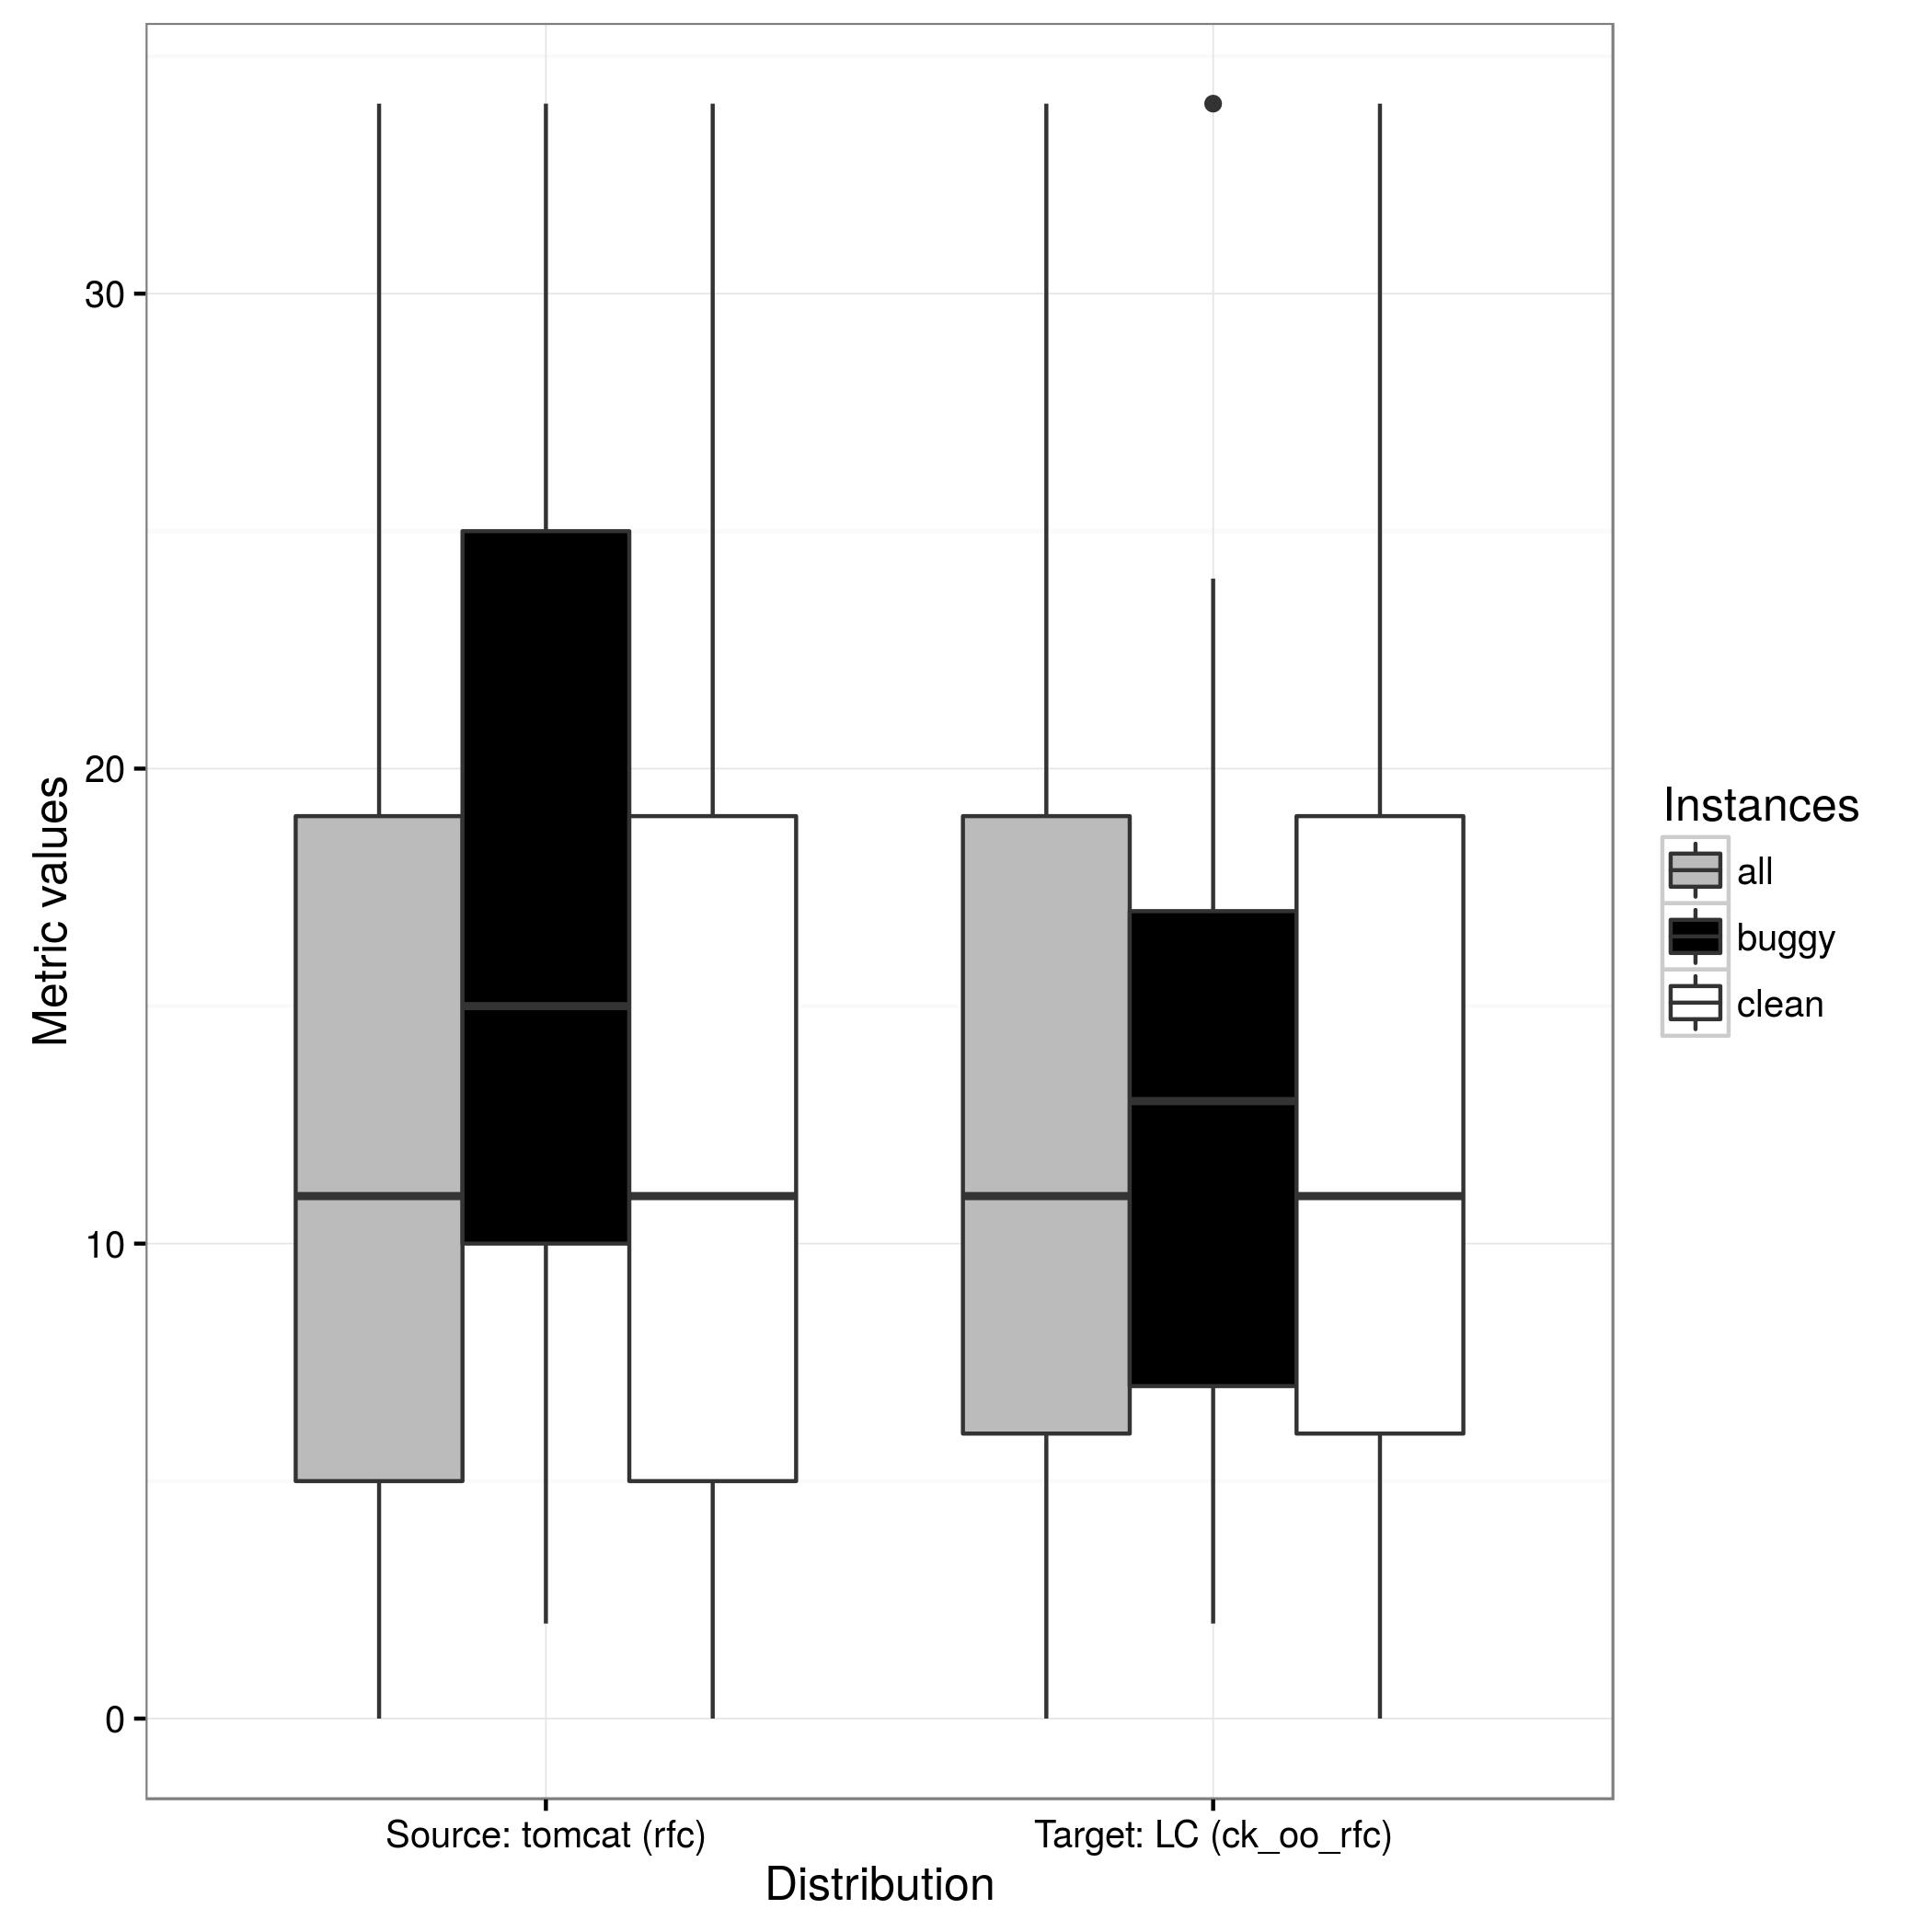 30
20
10
0
Metric values
Source: tomcat (rfc)
Target: LC (ck_oo_rfc)
Distribution
Instances
all
buggy
clean